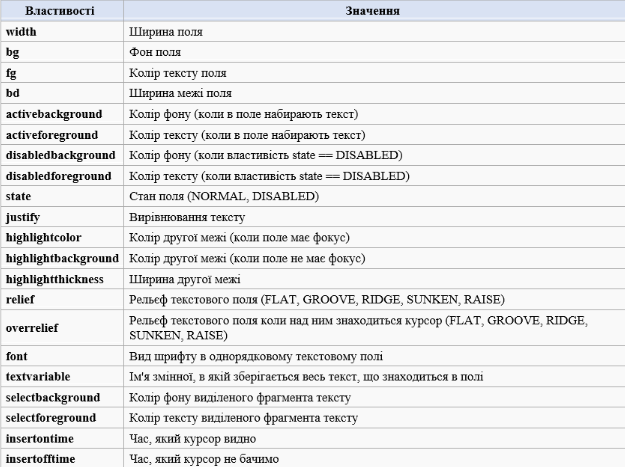 Властивості Значення
width Ширина поля
bg Фон поля
fg Колір тексту поля
bd Ширина межі поля
activebackground Колір фону (коли в поле набирають текст)
activeforeground Колір тексту (коли в поле набирають текст)
disabledbackground Колір фону (коли властивість state == DISABLED)
disabledforeground Колір тексту (коли властивість state == DISABLED)
state Стан поля (NORMAL, DISABLED)
justify Вирівнювання тексту
highlightcolor Колір другої межі (коли поле має фокус)
highlightbackground Колір другої межі (коли поле не має фокус)
highlightthickness Ширина другої межі
relief Рельєф текстового поля (FLAT, GROOVE, RIDGE, SUNKEN, RAISE)
overrelief Рельєф текстового поля коли над ним знаходиться курсор (FLAT, GROOVE, RIDGE,
SUNKEN, RAISE)
font Вид шрифту в однорядковому текстовому полі
textvariable Ім'я змінної, в якій зберігається весь текст, що знаходиться в полі
selectbackground Колір фону виділеного фрагмента тексту
selectforeground Колір тексту виділеного фрагмента тексту
insertontime Час, який курсор видно
insertofftime Час, який курсор не бачимо